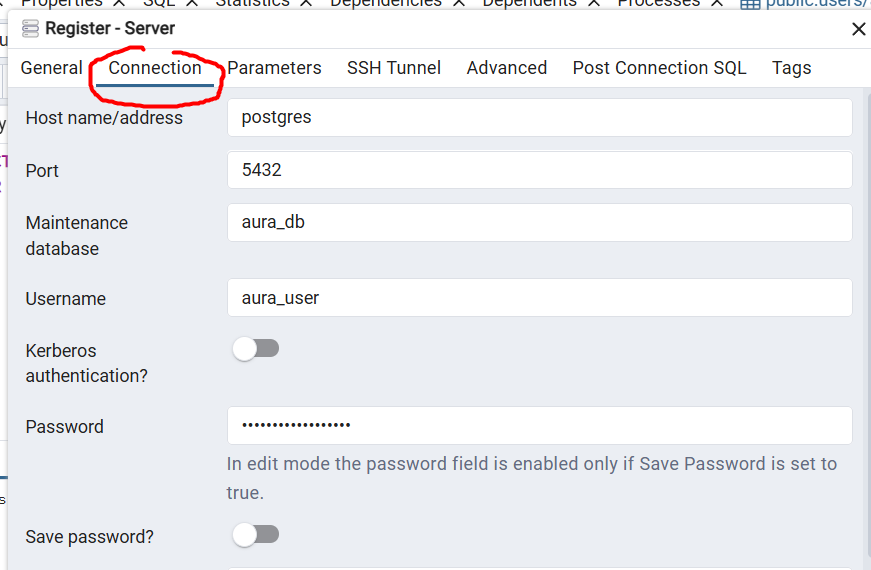 Properties SQL Statistics Dependencies Dependents Processes public.users/
Register - Server
General Connection Parameters SSH Tunnel Advanced Post Connection SQL Tags
Host name/address postgres
Port 5432
Maintenance
database
aura_db
Username aura_user
Kerberos
authentication?
Password ••••••••••••••••••
In edit mode the password field is enabled only if Save Password is set to
true.
Save password?